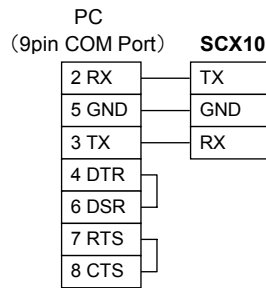 PC
(9pin COM Port) SCX10
2 RX TX
5 GND GND
3 TX RX
4 DTR
6 DSR
7 RTS
8 CTS